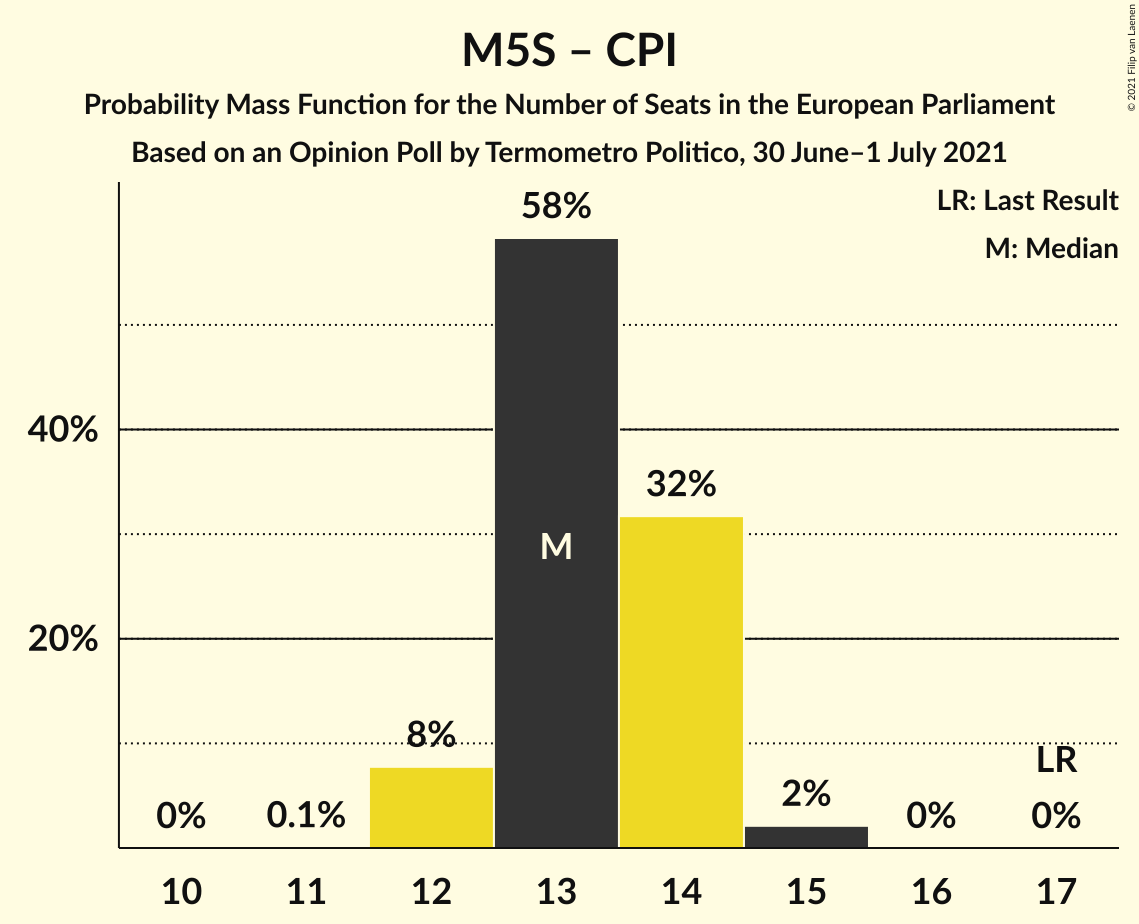 M5S – CPI
Probability Mass Function for the Number of Seats in the European Parliament
Based on an Opinion Poll by Termometro Politico, 30 June–1 July 2021
© 2021 Filip van Laenen
LR: Last Result
M: Median
58%
40%
32%
M
20%
8%
LR
0%
0.1%
2%
0%
0%
10
11
12
13
14
15
16
17